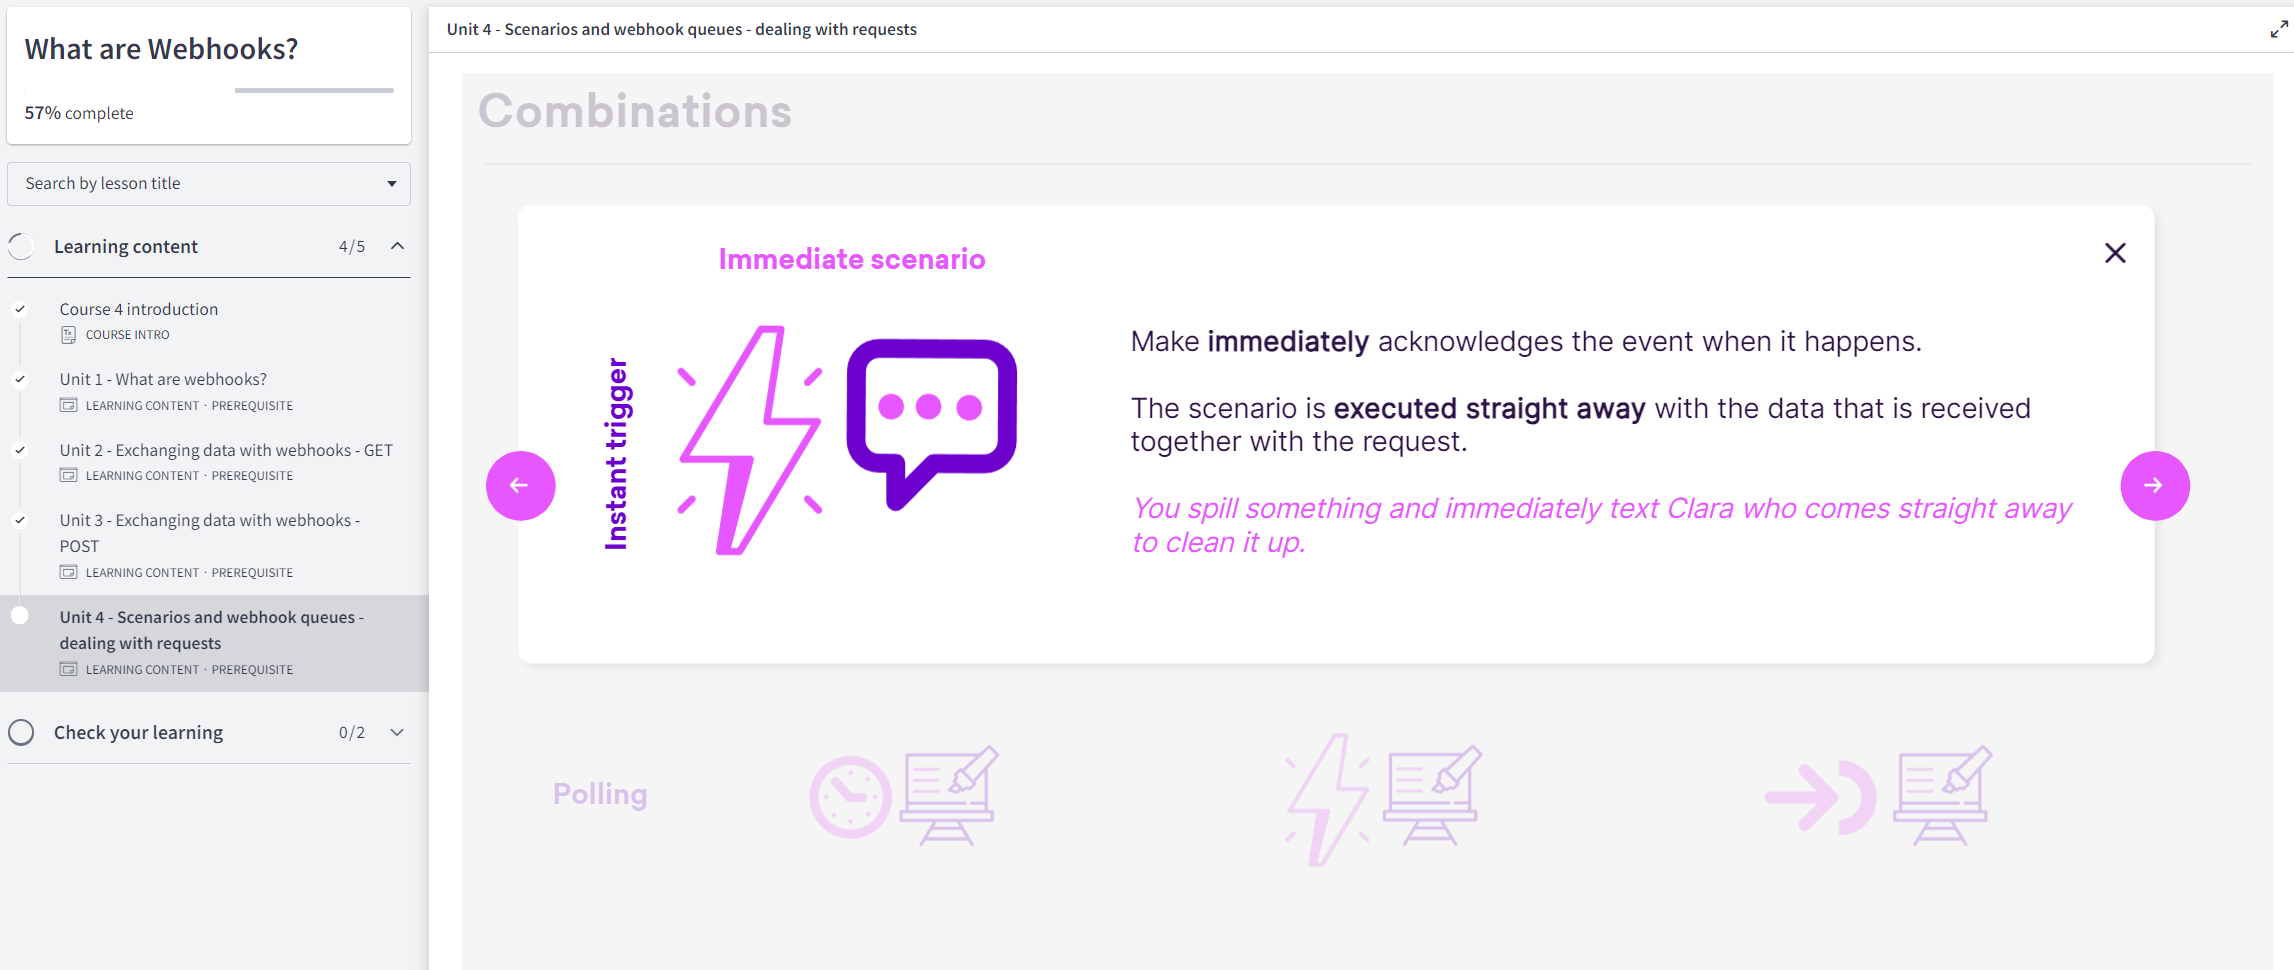 What are Webhooks?
57% complete
Search by lesson title
Learning content 4/5
Course 4 introduction
COURSE INTRO
Unit 1 - What are webhooks?
LEARNING CONTENT · PREREQUISITE
Unit 2 - Exchanging data with webhooks - GET
LEARNING CONTENT · PREREQUISITE
Unit 3 - Exchanging data with webhooks -
POST
LEARNING CONTENT · PREREQUISITE
Unit 4 - Scenarios and webhook queues -
dealing with requests
LEARNING CONTENT · PREREQUISITE
Check your learning 0/2
Unit 4 - Scenarios and webhook queues - dealing with requests
Combinations
Immediate scenario
Instant trigger
Make immediately acknowledges the event when it happens.
The scenario is executed straight away with the data that is received
together with the request.
You spill something and immediately text Clara who comes straight away
to clean it up.
Polling